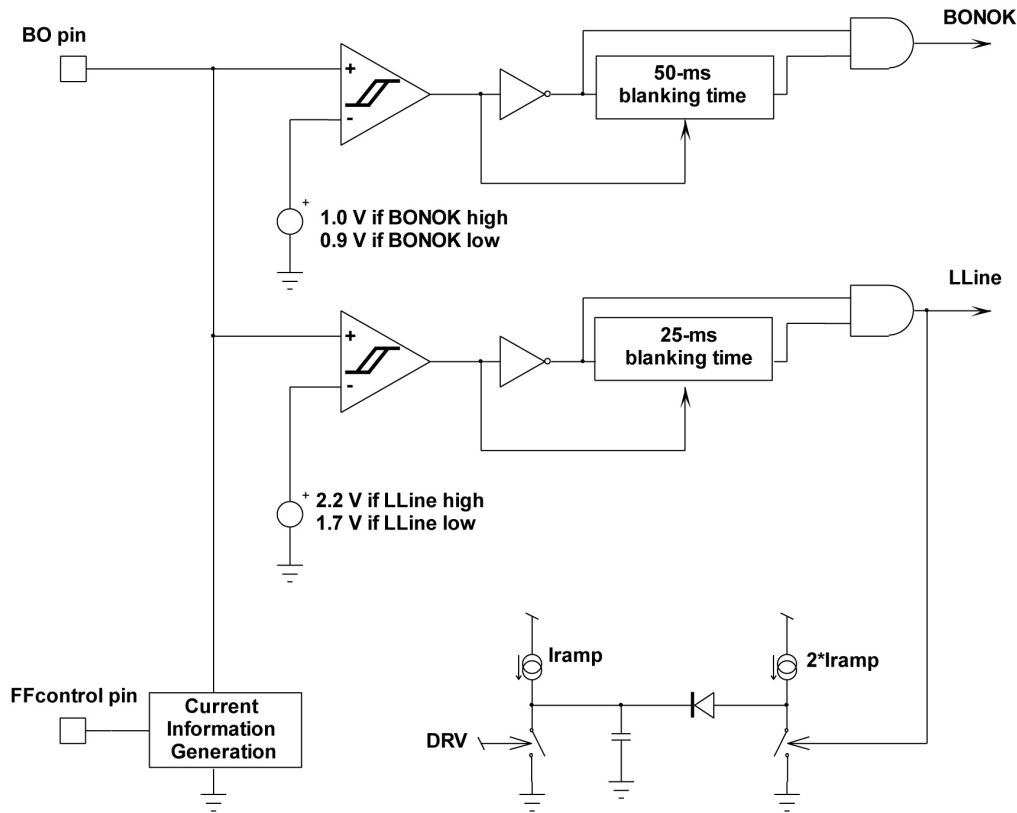 BONOK
BO pin
+
-
50-ms
blanking time
+
1.0 V if BONOK high
0.9 V if BONOK low
LLine
+
-
25-ms
blanking time
+
2.2 V if LLine high
1.7 V if LLine low
Iramp
2*Iramp
FFcontrol pin
Current
Information
Generation
DRV